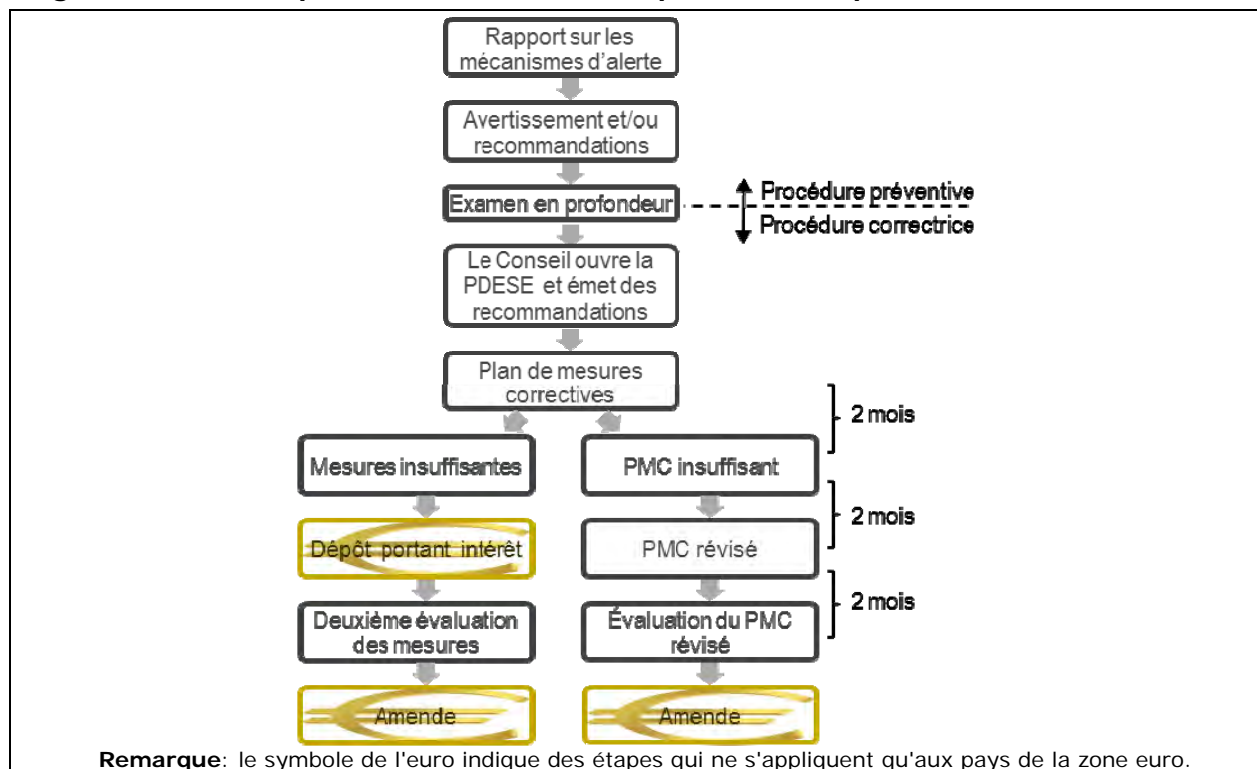 Rapport sur les
mécanismes d'alerte
Avertissement et/ou
recommandations
Examen en profondeur
Procédure préventive
Procédure correctrice
Le Conseil ouvre la
PDESE et émet des
recommandations
Plan de mesures
correctives
2 mois
Mesures insuffisantes
PMC insuffisant
2 mois
Dépôt portant intérêt
PMC révisé
2 mois
Deuxième évaluation
des mesures
Évaluation du PMC
révisé
Amende
Amende
Remarque: le symbole de l'euro indique des étapes qui ne s'appliquent qu'aux pays de la zone euro.